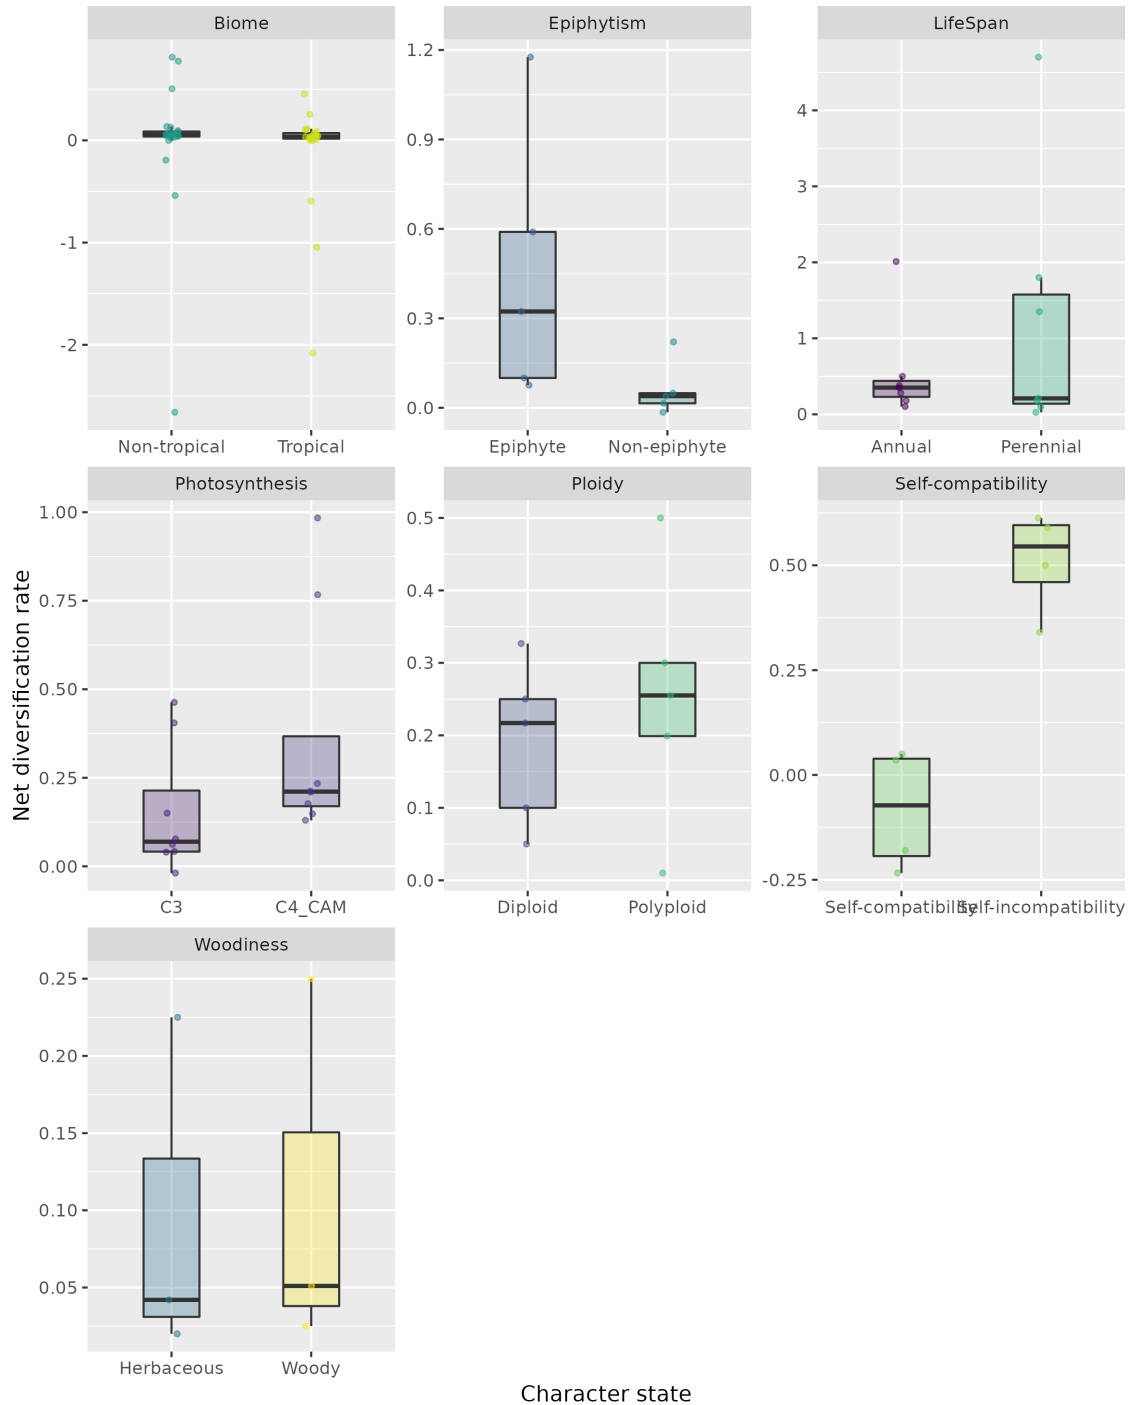 Biome
Epiphytism
LifeSpan
0
-1
-2
1.2
0.9
0.6
0.3
0.0
4
3
2
1
0
Non-tropical
Tropical
Epiphyte
Non-epiphyte
Annual
Perennial
Photosynthesis
Ploidy
Self-compatibility
1.00
0.75
0.50
0.25
0.00
0.5
0.4
0.3
0.2
0.1
0.0
0.50
0.25
0.00
-0.25
C3
C4_CAM
Diploid
Polyploid
Self-compatibility
Self-incompatibility
Net diversification rate
Woodiness
0.25
0.20
0.15
0.10
0.05
Herbaceous
Woody
Character state